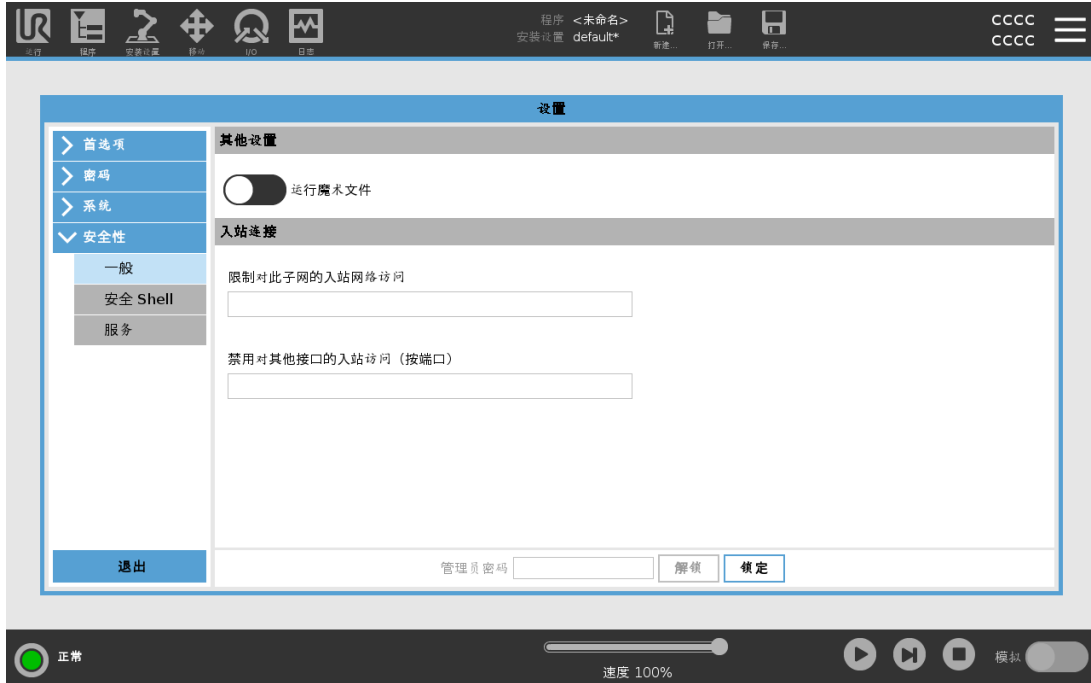 UR
运行
程序
安装设置
移动
I/O
日志
程序 <未命名>
安装设置 default*
新建...
打开...
保存...
CCCC
CCCC
设置
首选项
密码
系统
安全性
一般
安全 Shell
服务
退出
其他设置
运行魔术文件
入站连接
限制对此子网的入站网络访问
禁用对其他接口的入站访问（按端口）
管理员密码
解锁
锁定
正常
速度 100%
模拟